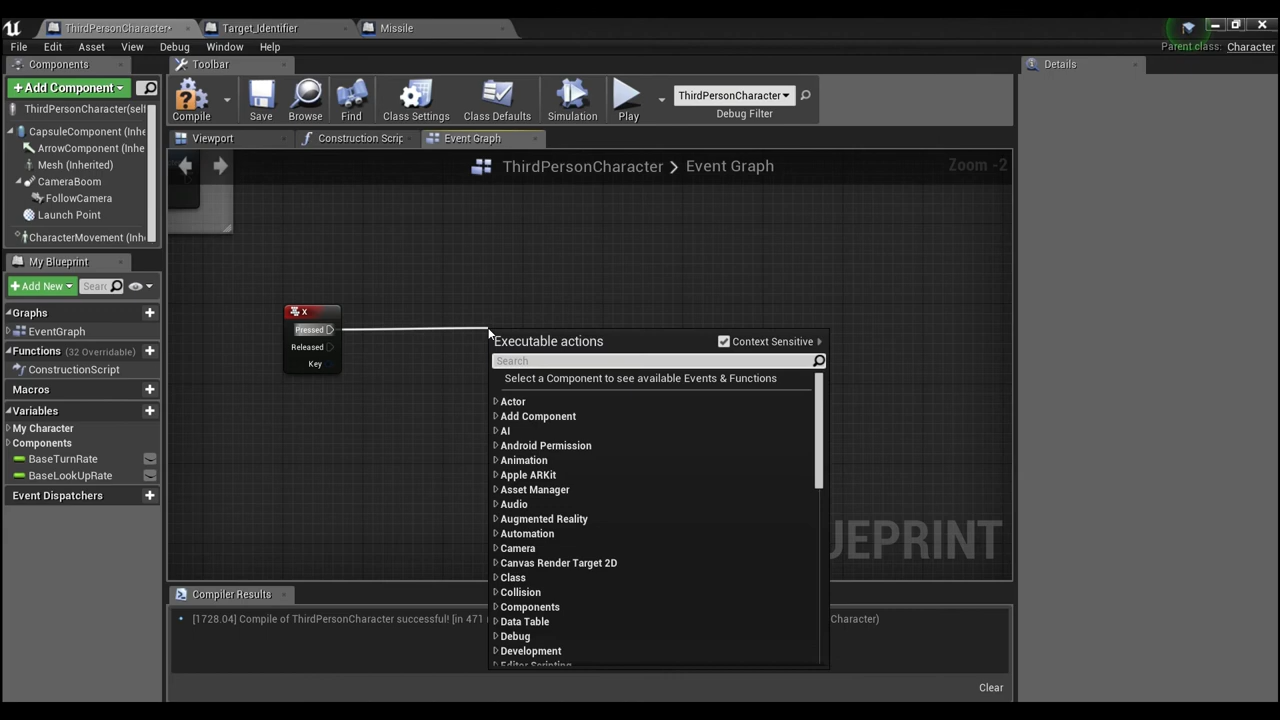 ThirdPersonCharacter*
Target_Identifier
Missile
File Edit Asset View Debug Window Help
Parent class: Character
Components
Toolbar
Details
+Add Component
Compile
Save
Browse
Find
Class Settings
Class Defaults
Simulation
Play
ThirdPersonCharacter
Debug Filter
ThirdPersonCharacter(self
CapsuleComponent (Inhe
ArrowComponent (Inhe
Mesh (Inherited)
CameraBoom
FollowCamera
Launch Point
CharacterMovement (Inh
Viewport
Construction Scrip
Event Graph
ThirdPersonCharacter > Event Graph
Zoom -2
My Blueprint
+Add New
Searc
Graphs
EventGraph
Functions (32 Overridable)
ConstructionScript
Macros
Variables
My Character
Components
BaseTurnRate
BaseLookUpRate
Event Dispatchers
X
Pressed
Released
Key
Executable actions
Context Sensitive
Search
Select a Component to see available Events & Functions
Actor
Add Component
AI
Android Permission
Animation
Apple ARKit
Asset Manager
Audio
Augmented Reality
Automation
Camera
Canvas Render Target 2D
Class
Collision
Components
Data Table
Debug
Development
Editor Scripting
UEPRINT
Compiler Results
[1728.04] Compile of ThirdPersonCharacter successful! [in 471 m
Character)
Clear